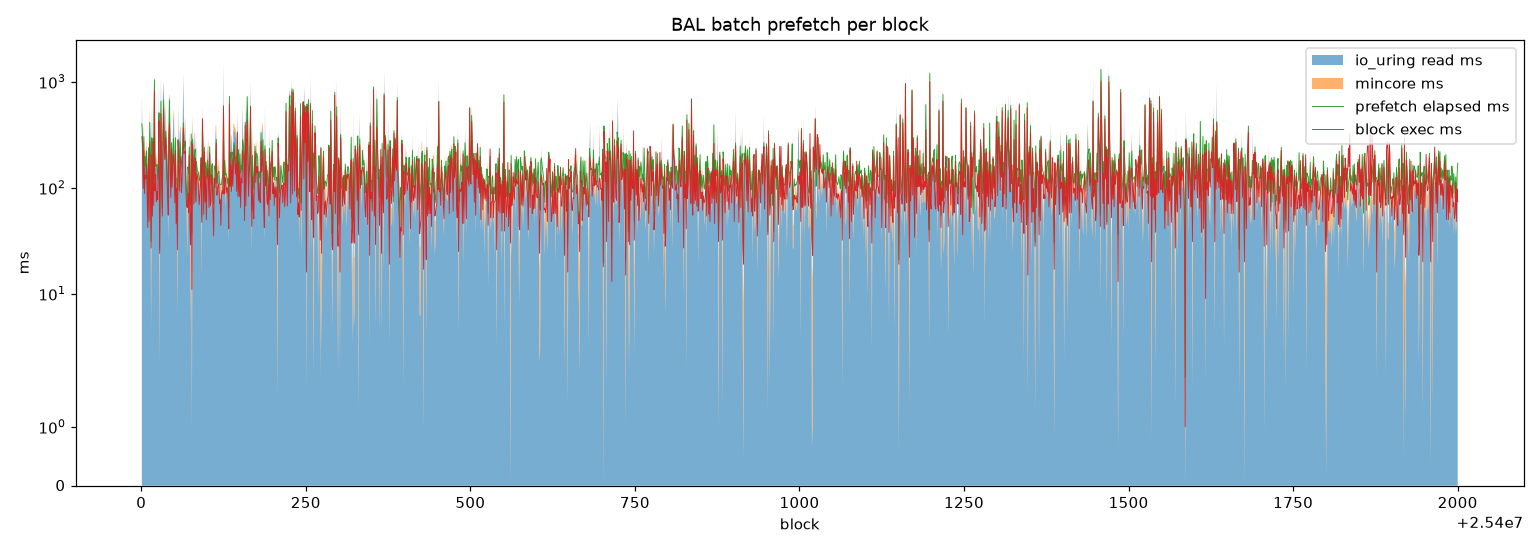 BAL batch prefetch per block
io_uring read ms
mincore ms
prefetch elapsed ms
block exec ms
ms
10³
10²
10¹
10⁰
0
0 250 500 750 1000 1250 1500 1750 2000
+2.54e7
block